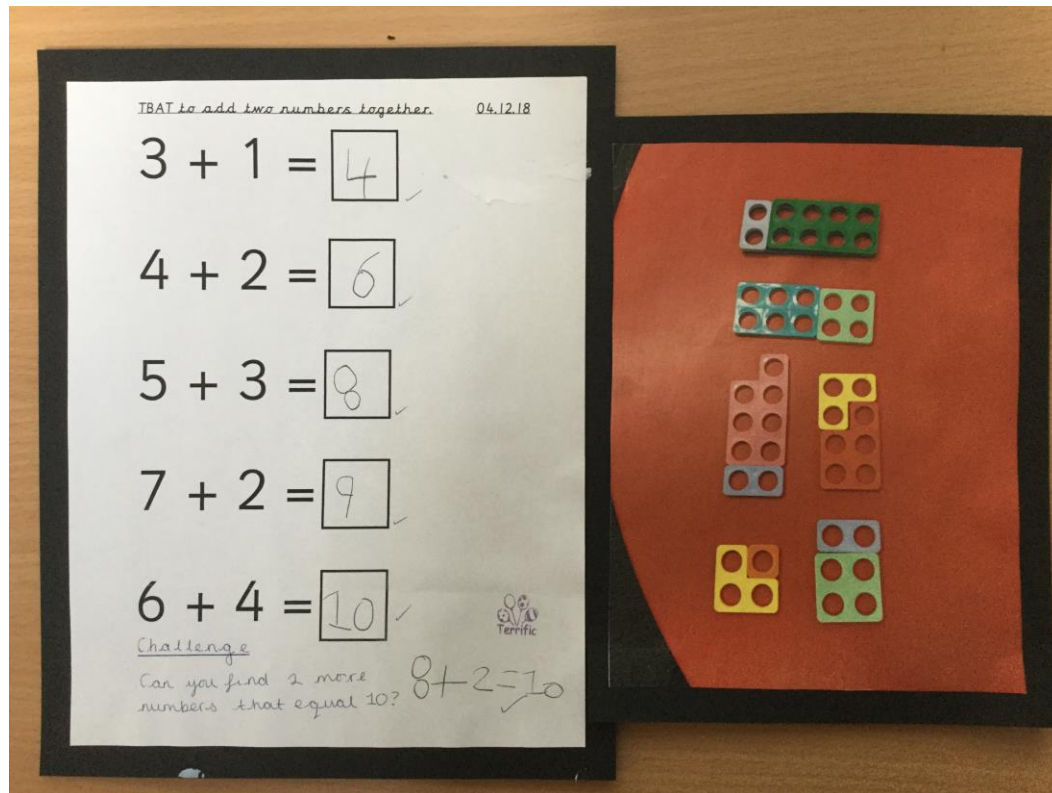 TBAT to add two numbers together. 04.12.18
3 + 1 = 4
4 + 2 = 6
5 + 3 = 8
7 + 2 = 9
6 + 4 = 10
Terrific
Challenge
Can you find 2 more
numbers that equal 10?
8+2=10